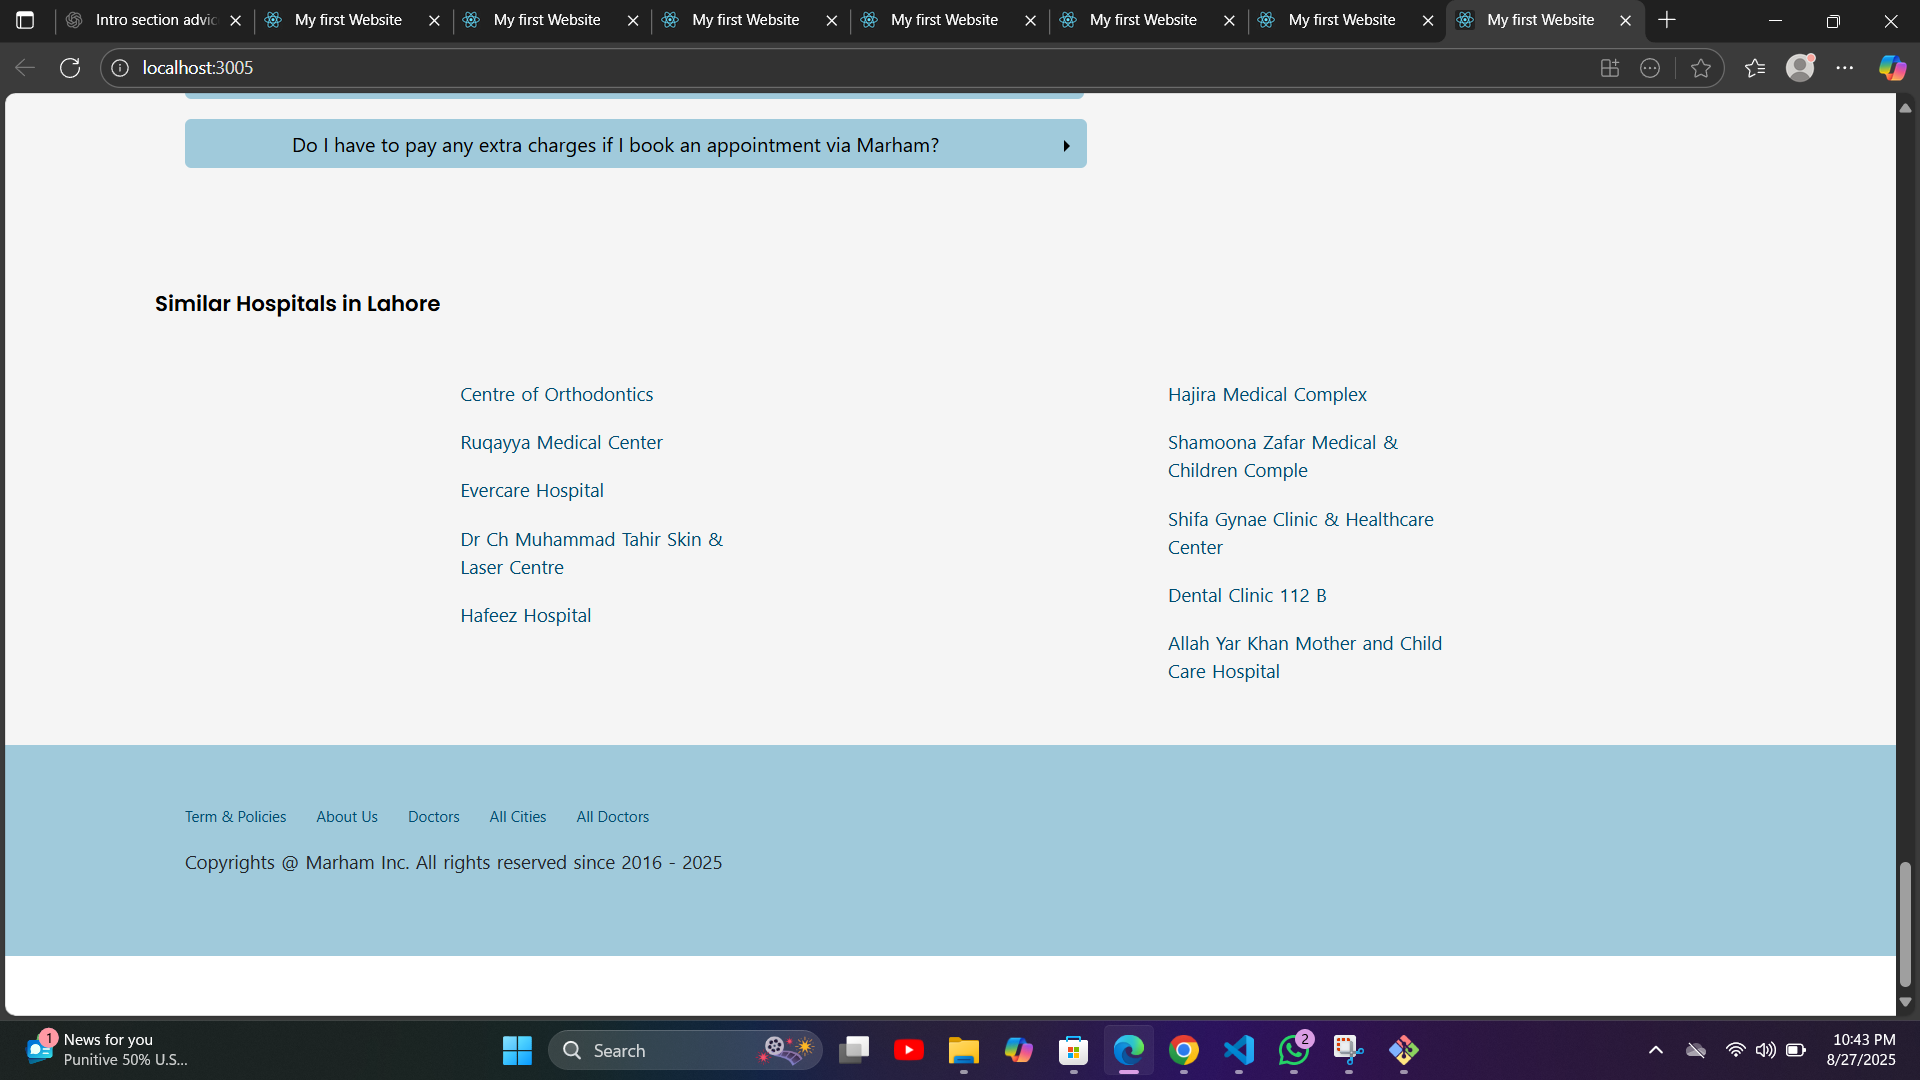 Intro section advic
My first Website
My first Website
My first Website
My first Website
My first Website
My first Website
My first Website
localhost:3005
Do I have to pay any extra charges if I book an appointment via Marham?
Similar Hospitals in Lahore
Centre of Orthodontics
Ruqayya Medical Center
Evercare Hospital
Dr Ch Muhammad Tahir Skin &
Laser Centre
Hafeez Hospital
Hajira Medical Complex
Shamoona Zafar Medical &
Children Comple
Shifa Gynae Clinic & Healthcare
Center
Dental Clinic 112 B
Allah Yar Khan Mother and Child
Care Hospital
Term & Policies About Us Doctors All Cities All Doctors
Copyrights @ Marham Inc. All rights reserved since 2016 - 2025
1
News for you
Punitive 50% U.S...
Search
2
10:43 PM
8/27/2025